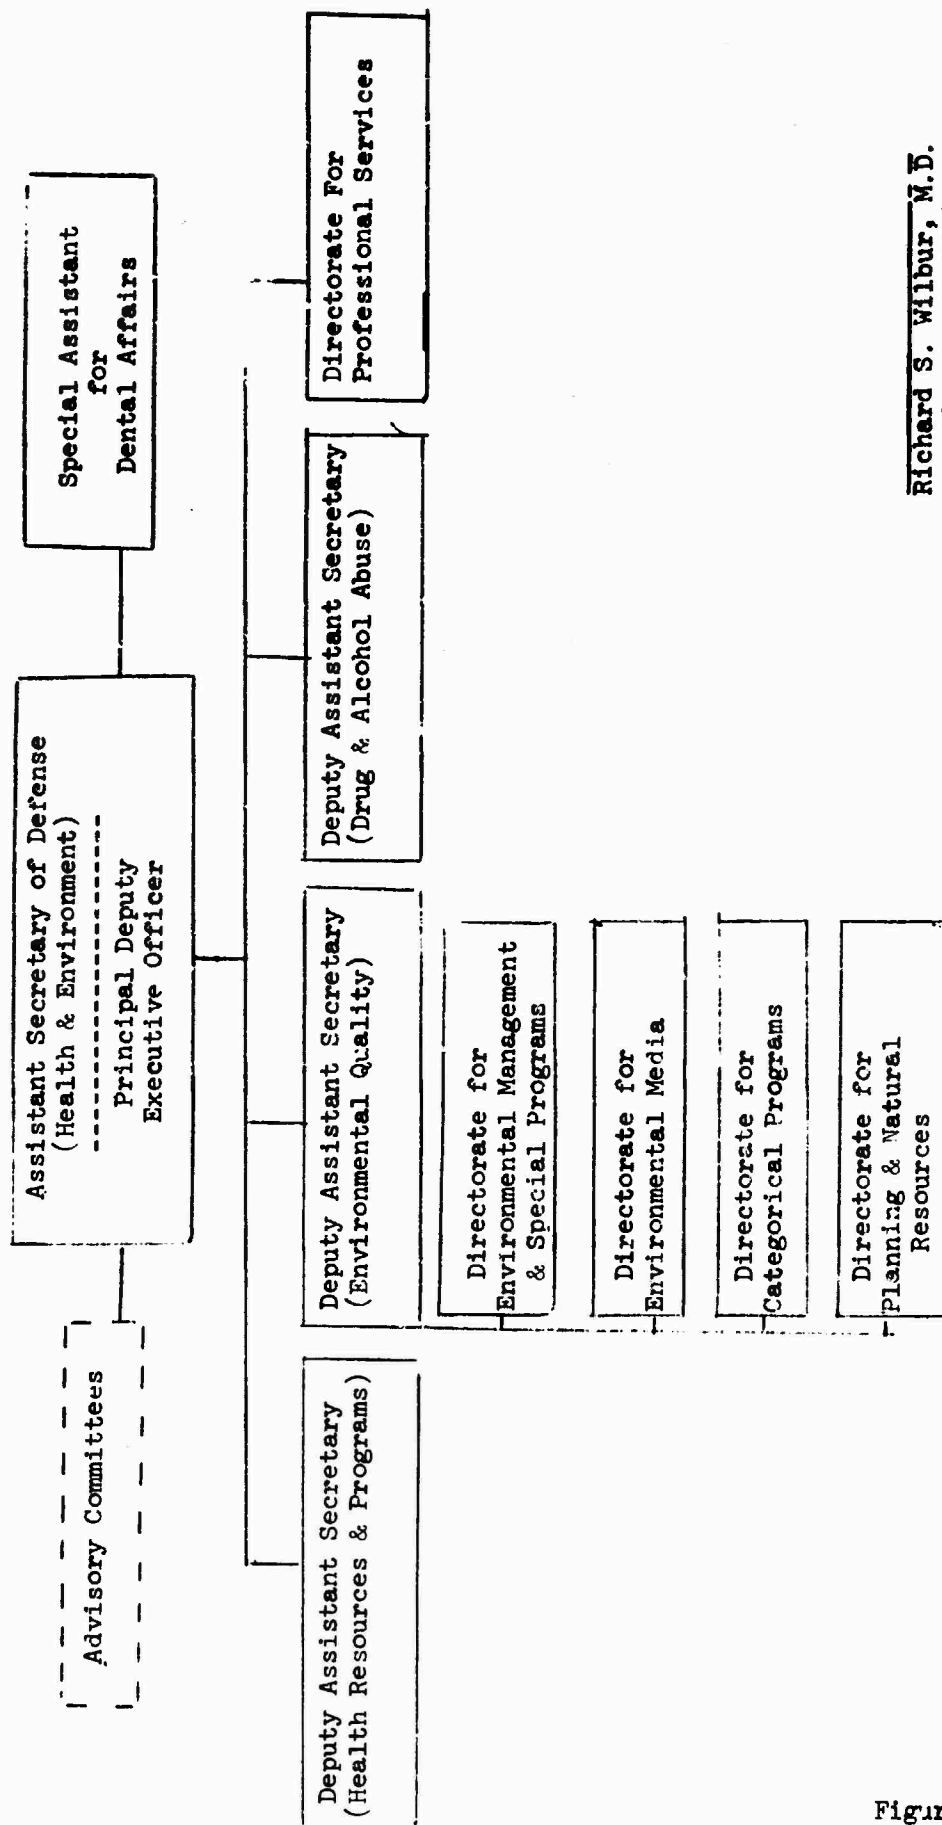 Advisory Committees
Assistant Secretary of Defense
(Health & Environment)
Principal Deputy
Executive Officer
Special Assistant
for
Dental Affairs
Deputy Assistant Secretary
(Health Resources & Programs)
Deputy Assistant Secretary
(Environmental Quality)
Deputy Assistant Secretary
(Drug & Alcohol Abuse)
Directorate For
Professional Services
Directorate for
Environmental Management
& Special Programs
Directorate for
Environmental Media
Directorate for
Categorical Programs
Directorate for
Planning & Natural
Resources
Richard S. Wilbur, M.D.
Figur